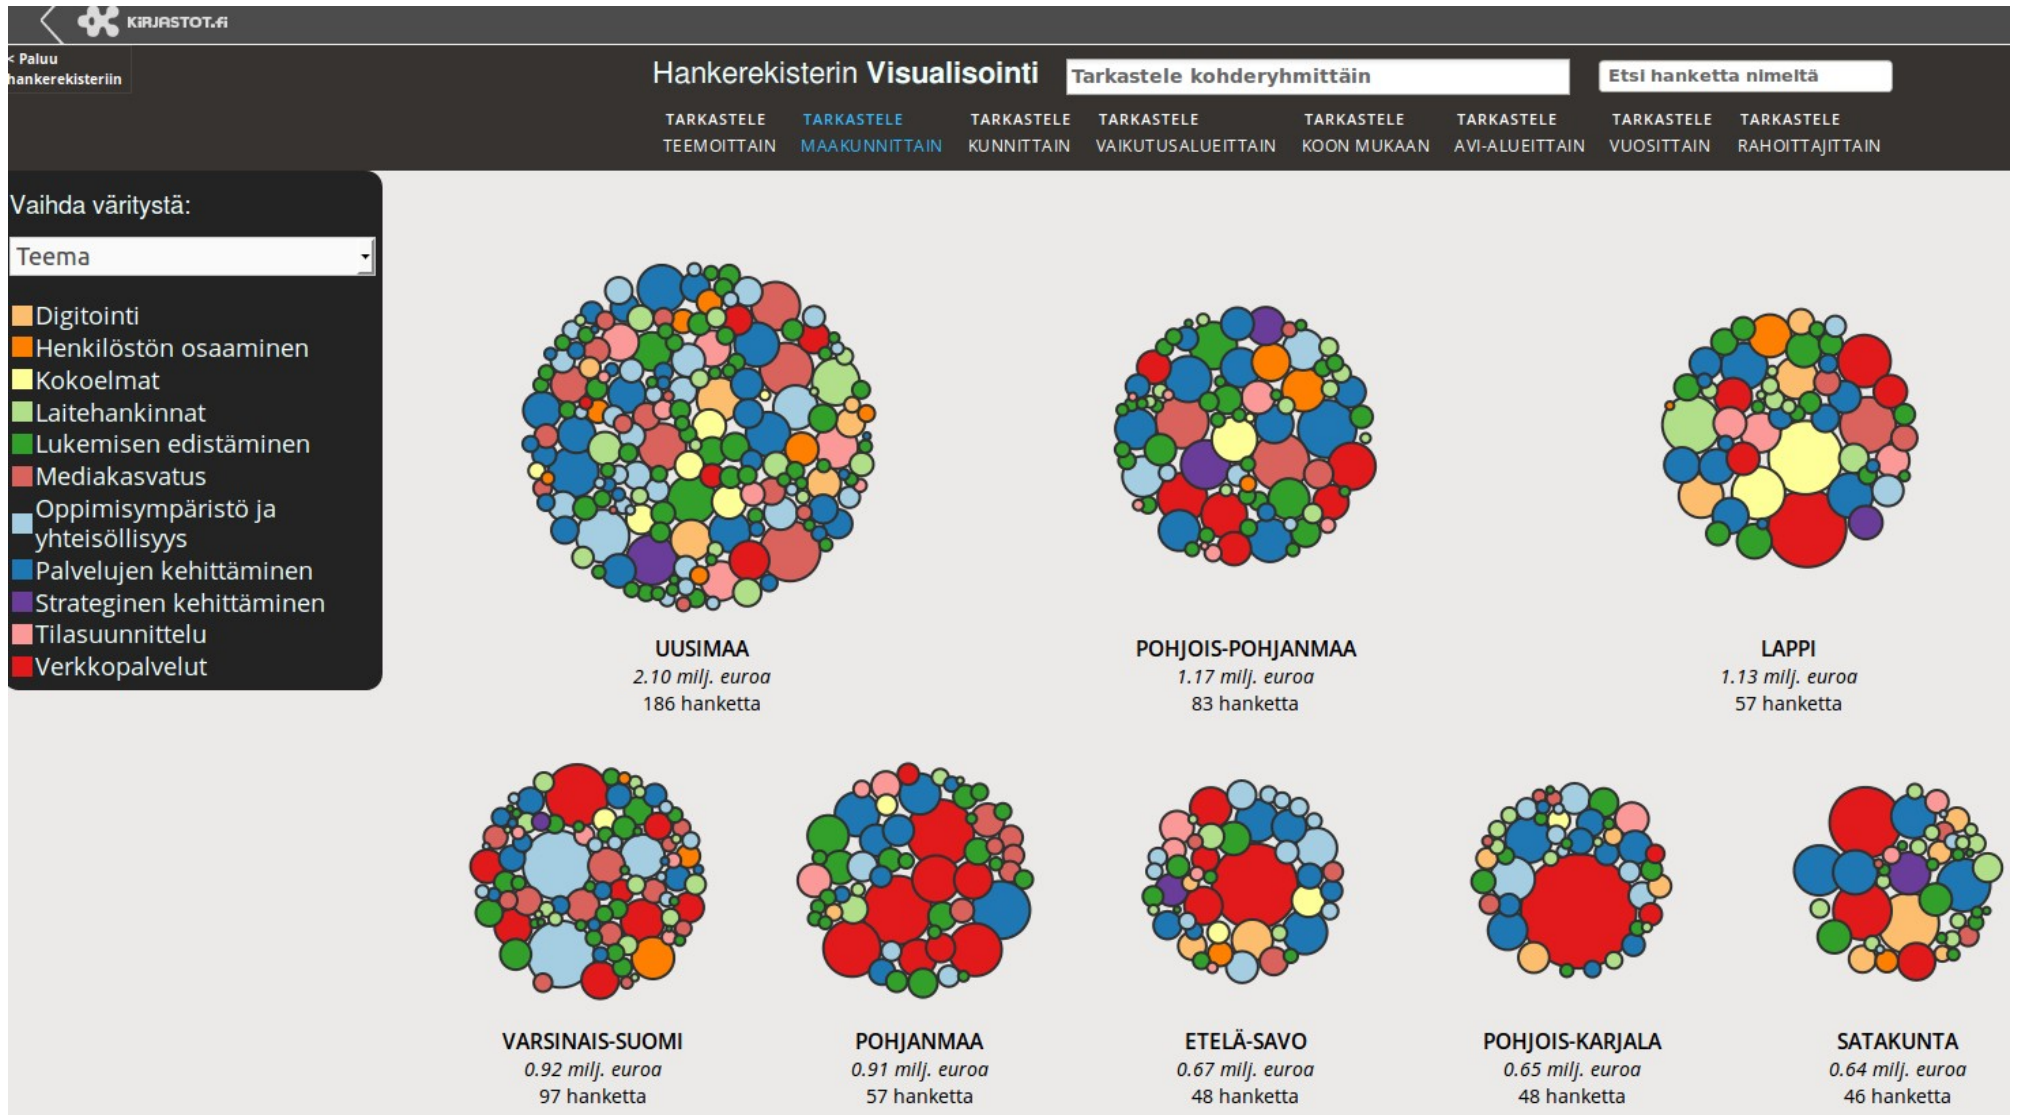 KiRJASTOT.fi
< Paluu
hankerekisteriin
Hankerekisterin Visualisointi
Tarkastele kohderyhmittäin
Etsi hanketta nimeltä
TARKASTELE TEEMOITTAIN
TARKASTELE MAAKUNNITTAIN
TARKASTELE KUNNITTAIN
TARKASTELE VAIKUTUSALUEITTAIN
TARKASTELE KOON MUKAAN
TARKASTELE AVI-ALUEITTAIN
TARKASTELE VUOSITTAIN
TARKASTELE RAHOITTAJITTAIN
Vaihda väritystä:
Teema
Digitointi
Henkilöstön osaaminen
Kokoelmat
Laitehankinnat
Lukemisen edistäminen
Mediakasvatus
Oppimisympäristö ja
yhteisöllisyys
Palvelujen kehittäminen
Strateginen kehittäminen
Tilasuunnittelu
Verkkopalvelut
UUSIMAA
2.10 milj. euroa
186 hanketta
POHJOIS-POHJANMAA
1.17 milj. euroa
83 hanketta
LAPPI
1.13 milj. euroa
57 hanketta
VARSINAIS-SUOMI
0.92 milj. euroa
97 hanketta
POHJANMAA
0.91 milj. euroa
57 hanketta
ETELÄ-SAVO
0.67 milj. euroa
48 hanketta
POHJOIS-KARJALA
0.65 milj. euroa
48 hanketta
SATAKUNTA
0.64 milj. euroa
46 hanketta